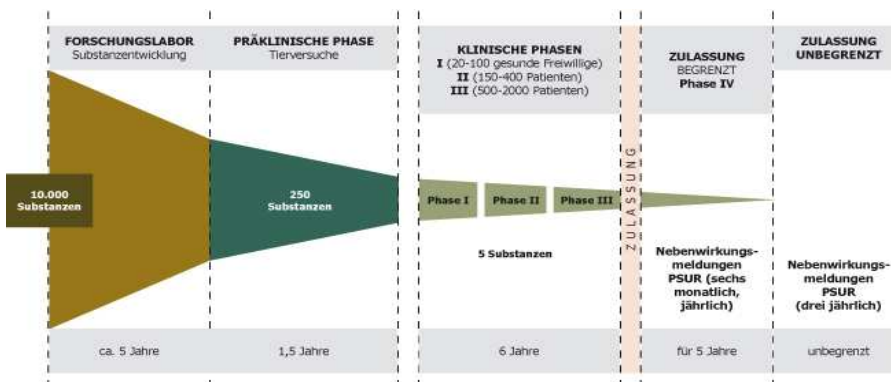 FORSCHUNGSLABOR
Substanzentwicklung
PRÄKLINISCHE PHASE
Tierversuche
KLINISCHE PHASEN
I (20-100 gesunde Freiwillige)
II (150-400 Patienten)
III (500-2000 Patienten)
ZULASSUNG
BEGRENZT
Phase IV
ZULASSUNG
UNBEGRENZT
10.000
Substanzen
250
Substanzen
Phase I
Phase II
Phase III
5 Substanzen
ZULASSUNG
Nebenwirkungs-
meldungen
PSUR (sechs
monatlich,
jährlich)
Nebenwirkungs-
meldungen
PSUR
(drei jährlich)
ca. 5 Jahre
1,5 Jahre
6 Jahre
für 5 Jahre
unbegrenzt